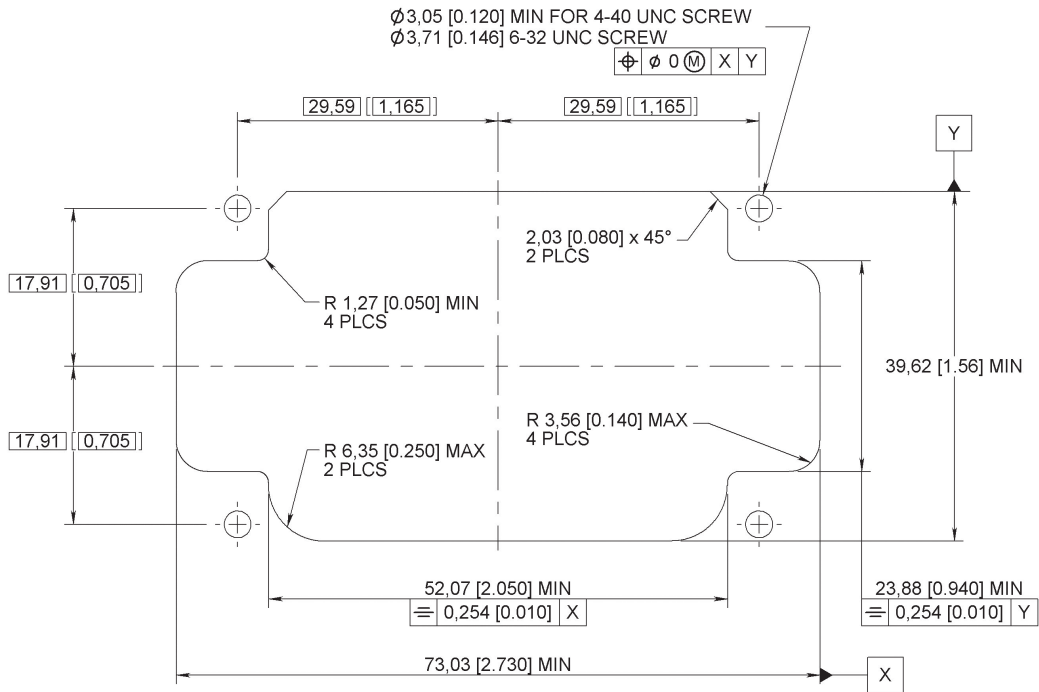 Ø3,05 [0.120] MIN FOR 4-40 UNC SCREW
Ø3,71 [0.146] 6-32 UNC SCREW
⌖ Ø 0 Ⓜ X Y
29,59 [1,165]
29,59 [1,165]
Y
2,03 [0.080] x 45°
2 PLCS
17,91 [0,705]
R 1,27 [0.050] MIN
4 PLCS
39,62 [1.56] MIN
17,91 [0,705]
R 6,35 [0.250] MAX
2 PLCS
R 3,56 [0.140] MAX
4 PLCS
52,07 [2.050] MIN
⌯ 0,254 [0.010] X
23,88 [0.940] MIN
⌯ 0,254 [0.010] Y
73,03 [2.730] MIN
X